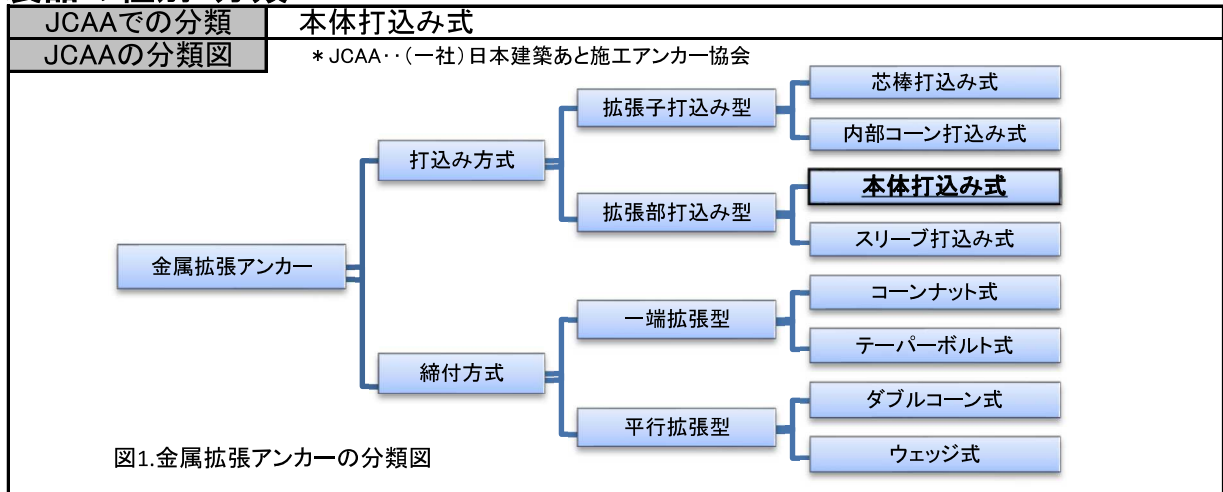 JCAAでの分類 本体打込み式
JCAAの分類図 *JCAA‥(一社)日本建築あと施工アンカー協会
芯棒打込み式
拡張子打込み型
内部コーン打込み式
打込み方式
本体打込み式
拡張部打込み型
スリーブ打込み式
金属拡張アンカー
コーンナット式
一端拡張型
テーパーボルト式
締付方式
ダブルコーン式
平行拡張型
ウェッジ式
図1.金属拡張アンカーの分類図